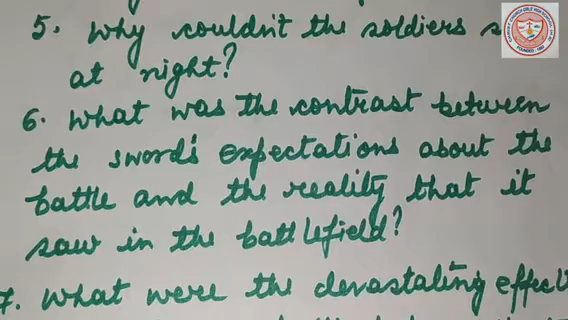 5. Why couldn't the soldiers
at night?
6. What was the contrast between
the sword's expectations about the
battle and the reality that it
saw in the battlefield?
7. What were the devastating effect